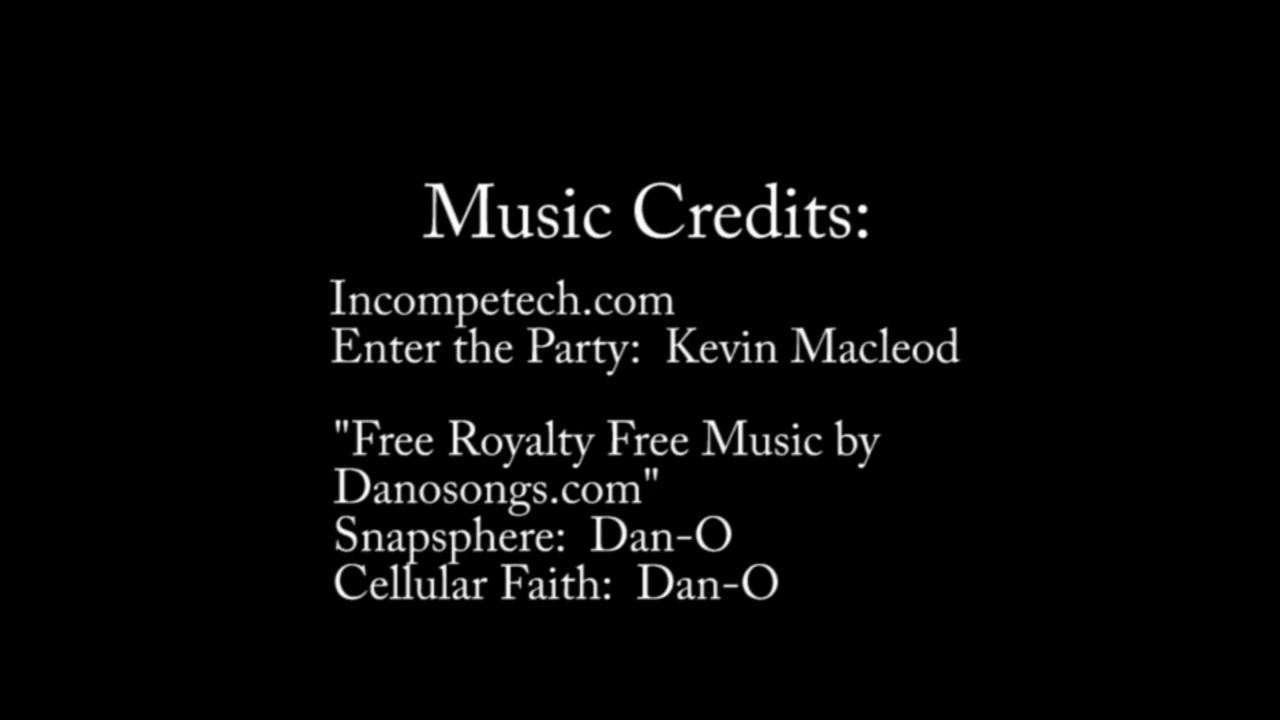 Music Credits:
Incompetech.com
Enter the Party:  Kevin Macleod
"Free Royalty Free Music by
Danosongs.com"
Snapsphere:  Dan-O
Cellular Faith:  Dan-O